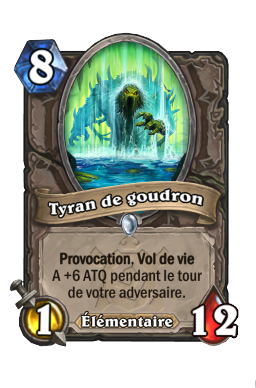 8
Tyran de goudron
Provocation, Vol de vie
A +6 ATQ pendant le tour
de votre adversaire.
1
Élémentaire
12